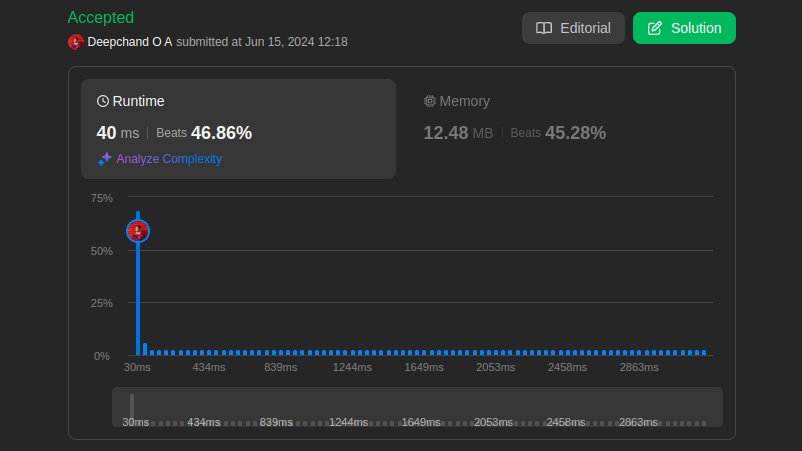 Accepted
Deepchand O A submitted at Jun 15, 2024 12:18
Editorial
Solution
Runtime
40 ms | Beats 46.86%
Analyze Complexity
Memory
12.48 MB | Beats 45.28%
75%
50%
25%
0%
30ms 434ms 839ms 1244ms 1649ms 2053ms 2458ms 2863ms
30ms 434ms 839ms 1244ms 1649ms 2053ms 2458ms 2863ms